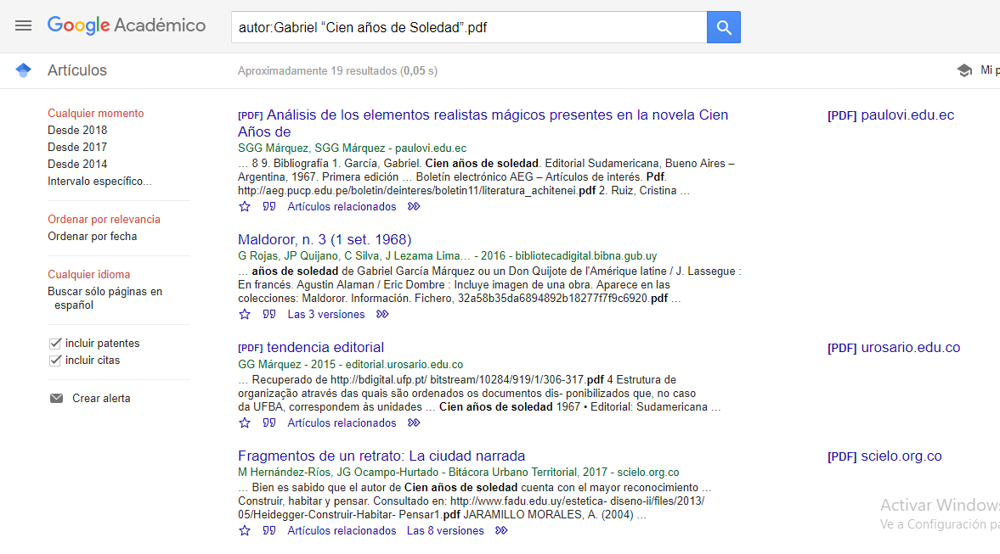 Google Académico
autor:Gabriel “Cien años de Soledad”.pdf
Artículos
Aproximadamente 19 resultados (0,05 s)
Mi p
Cualquier momento
Desde 2018
Desde 2017
Desde 2014
Intervalo específico...
Ordenar por relevancia
Ordenar por fecha
Cualquier idioma
Buscar sólo páginas en
español
incluir patentes
incluir citas
Crear alerta
[PDF] Análisis de los elementos realistas mágicos presentes en la novela Cien
Años de
SGG Márquez, SGG Márquez - paulovi.edu.ec
... 8 9. Bibliografía 1. García, Gabriel. Cien años de soledad. Editorial Sudamericana, Bueno Aires –
Argentina, 1967. Primera edición ... Boletín electrónico AEG – Artículos de interés. Pdf.
http://aeg.pucp.edu.pe/boletin/deinteres/boletin11/literatura_achitenei.pdf 2. Ruiz, Cristina ...
Artículos relacionados
[PDF] paulovi.edu.ec
Maldoror, n. 3 (1 set. 1968)
G Rojas, JP Quijano, C Silva, J Lezama Lima... - 2016 - bibliotecadigital.bibna.gub.uy
... años de soledad de Gabriel García Márquez ou un Don Quijote de l'Amérique latine / J. Lassegue :
En francés. Agustin Alaman / Eric Dombre : Incluye imagen de una obra. Aparece en las
colecciones: Maldoror. Información. Fichero, 32a58b35da6894892b18277f7f9c6920.pdf ...
Las 3 versiones
[PDF] tendencia editorial
GG Márquez - 2015 - editorial.urosario.edu.co
... Recuperado de http://bdigital.ufp.pt/ bitstream/10284/919/1/306-317.pdf 4 Estrutura de
organização através das quais são ordenados os documentos dis- ponibilizados que, no caso
da UFBA, correspondem às unidades ... Cien años de soledad 1967 • Editorial: Sudamericana ...
Artículos relacionados
[PDF] urosario.edu.co
Fragmentos de un retrato: La ciudad narrada
M Hernández-Ríos, JG Ocampo-Hurtado - Bitácora Urbano Territorial, 2017 - scielo.org.co
... Bien es sabido que el autor de Cien años de soledad cuenta con el mayor reconocimiento ...
Construir, habitar y pensar. Consultado en: http://www.fadu.edu.uy/estetica- diseno-ii/files/2013/
05/Heidegger-Construir-Habitar- Pensar1.pdf JARAMILLO MORALES, A. (2004) ...
Artículos relacionados Las 8 versiones
[PDF] scielo.org.co
Activar Windows
Ve a Configuración pa